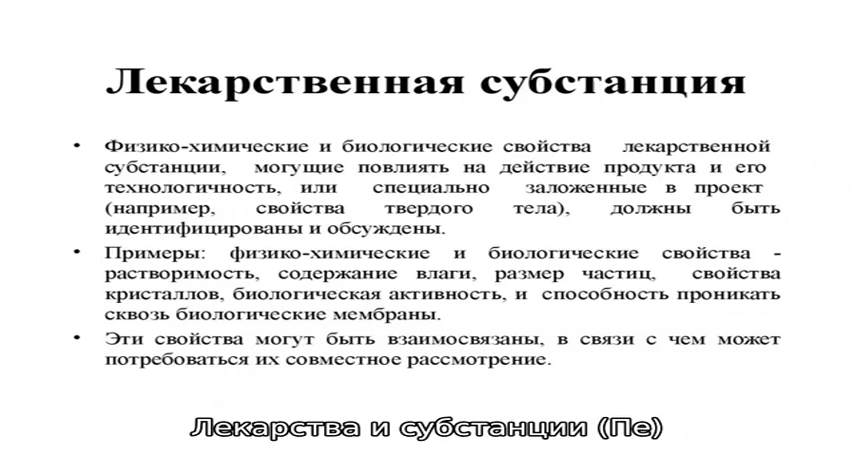 Лекарственная субстанция
• Физико-химические и биологические свойства лекарственной
субстанции, могущие повлиять на действие продукта и его
технологичность, или специально заложенные в проект
(например, свойства твердого тела), должны быть
идентифицированы и обсуждены.
• Примеры: физико-химические и биологические свойства -
растворимость, содержание влаги, размер частиц, свойства
кристаллов, биологическая активность, и способность проникать
сквозь биологические мембраны.
• Эти свойства могут быть взаимосвязаны, в связи с чем может
потребоваться их совместное рассмотрение.
Лекарства и субстанции (Пе)